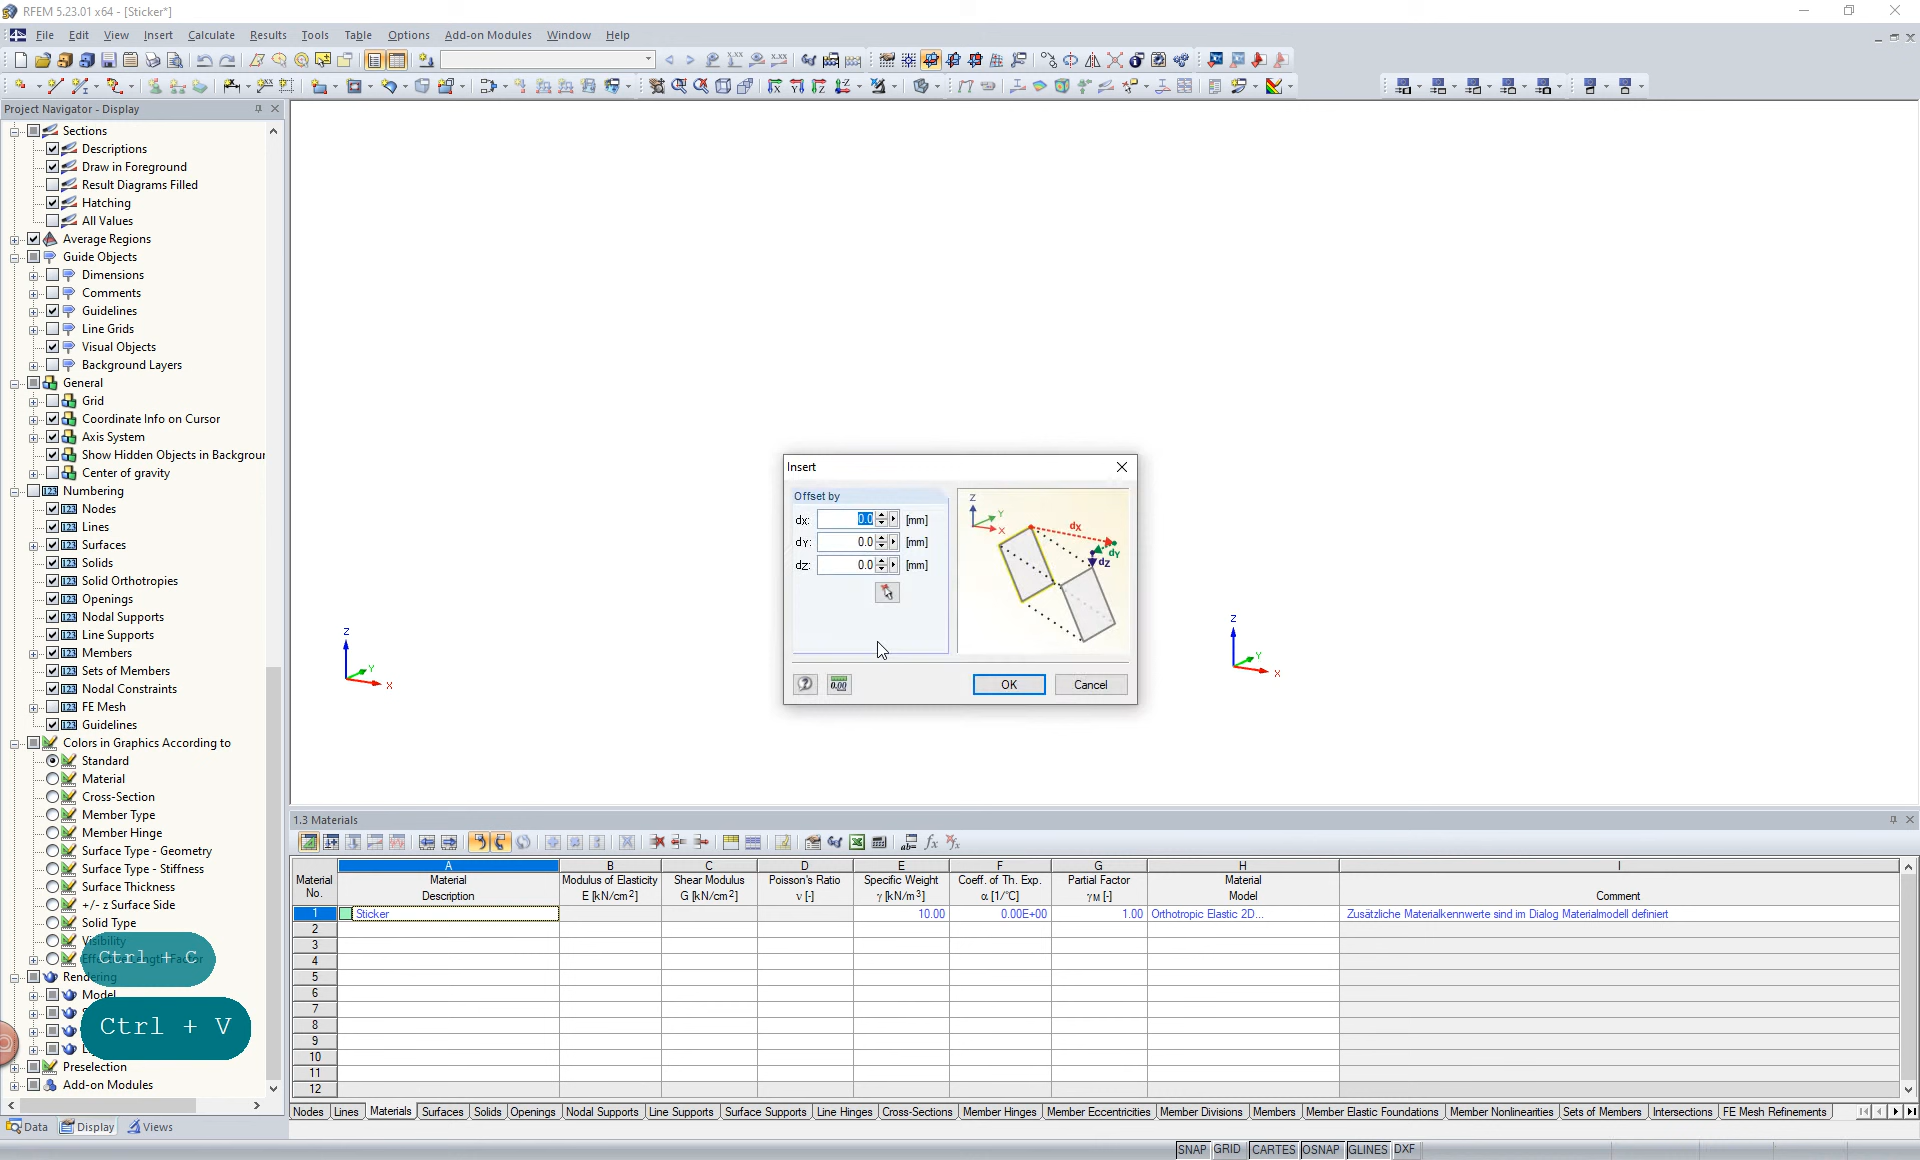 RFEM 5.23.01 x64 - [Sticker*]
File Edit View Insert Calculate Results Tools Table Options Add-on Modules Window Help
Project Navigator - Display
Sections
Descriptions
Draw in Foreground
Result Diagrams Filled
Hatching
All Values
Average Regions
Guide Objects
Dimensions
Comments
Guidelines
Line Grids
Visual Objects
Background Layers
General
Grid
Coordinate Info on Cursor
Axis System
Show Hidden Objects in Backgrour
Center of gravity
Numbering
Nodes
Lines
Surfaces
Solids
Solid Orthotropies
Openings
Nodal Supports
Line Supports
Members
Sets of Members
Nodal Constraints
FE Mesh
Guidelines
Colors in Graphics According to
Standard
Material
Cross-Section
Member Type
Member Hinge
Surface Type - Geometry
Surface Type - Stiffness
Surface Thickness
+/- z Surface Side
Solid Type
Visibility
Ctrl + C
Rendering
Model
Ctrl + V
Preselection
Add-on Modules
Data Display Views
Insert
Offset by
dX: 0.0 [mm]
dY: 0.0 [mm]
dZ: 0.0 [mm]
Z
Y
X
dX
dY
dZ
OK Cancel
Z
Y
X
Z
Y
X
1.3 Materials
A B C D E F G H I
Material Material Modulus of Elasticity Shear Modulus Poisson's Ratio Specific Weight Coeff. of Th. Exp. Partial Factor Material
No. Description E [kN/cm2] G [kN/cm2] ν [-] γ [kN/m3] α [1/°C] γM [-] Model Comment
1 Sticker 10.00 0.00E+00 1.00 Orthotropic Elastic 2D... Zusätzliche Materialkennwerte sind im Dialog Materialmodell definiert
2
3
4
5
6
7
8
9
10
11
12
Nodes Lines Materials Surfaces Solids Openings Nodal Supports Line Supports Surface Supports Line Hinges Cross-Sections Member Hinges Member Eccentricities Member Divisions Members Member Elastic Foundations Member Nonlinearities Sets of Members Intersections FE Mesh Refinements
SNAP GRID CARTES OSNAP GLINES DXF